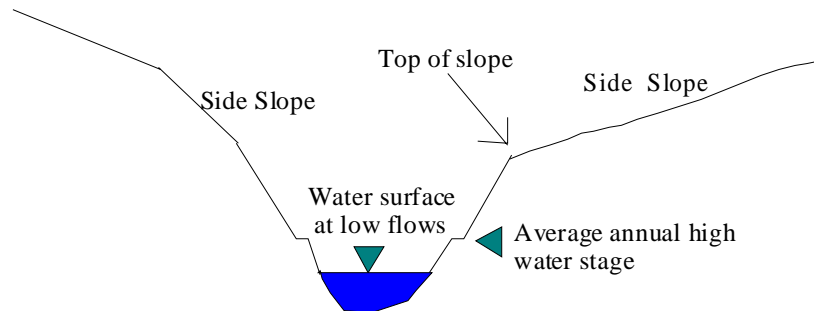 Top of slope
Side Slope
Side Slope
Water surface
at low flows
Average annual high
water stage